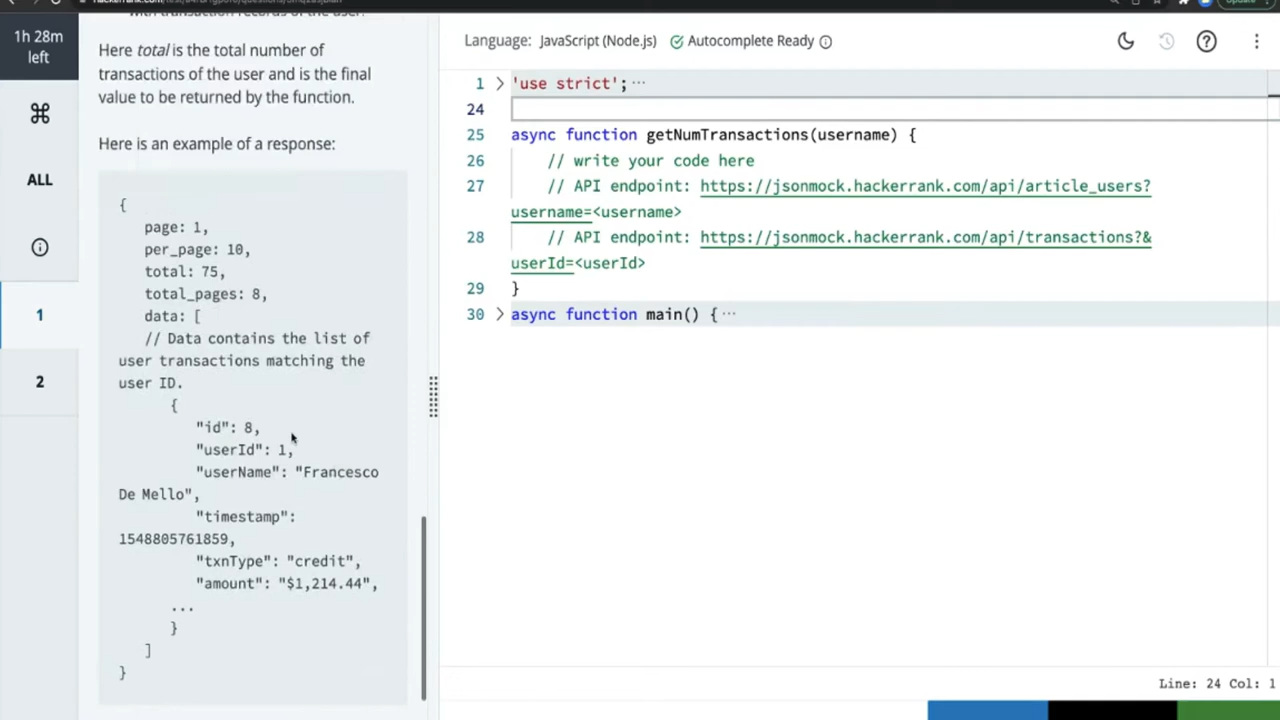 1h 28m
left
ALL
1
2
with transaction records of the user.
Here total is the total number of
transactions of the user and is the final
value to be returned by the function.
Here is an example of a response:
{
page: 1,
per_page: 10,
total: 75,
total_pages: 8,
data: [
// Data contains the list of
user transactions matching the
user ID.
{
"id": 8,
"userId": 1,
"userName": "Francesco
De Mello",
"timestamp":
1548805761859,
"txnType": "credit",
"amount": "$1,214.44",
...
}
]
}
Language: JavaScript (Node.js) Autocomplete Ready
1 'use strict'; ...
24
25 async function getNumTransactions(username) {
26 // write your code here
27 // API endpoint: https://jsonmock.hackerrank.com/api/article_users?
username=<username>
28 // API endpoint: https://jsonmock.hackerrank.com/api/transactions?&
userId=<userId>
29 }
30 async function main() { ...
Line: 24 Col: 1